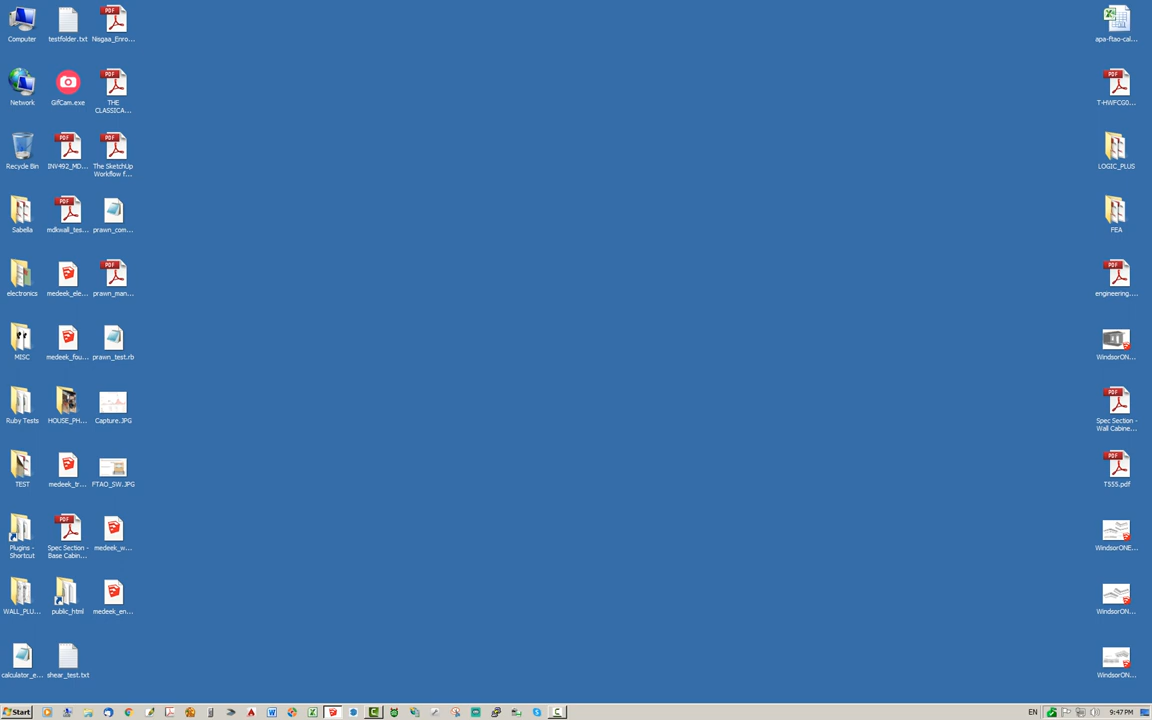 Computer
testfolder.txt
Nisgaa_Enro...
apa-ftao-cal...
Network
GifCam.exe
THE
CLASSICA...
T-HWFCG0...
Recycle Bin
INV492_MD...
The SketchUp
Workflow f...
LOGIC_PLUS
Sabella
mdkwall_tes...
prawn_com...
FEA
electronics
medeek_ele...
prawn_man...
engineering....
MISC
medeek_fou...
prawn_test.rb
WindsorON...
Ruby Tests
HOUSE_PH...
Capture.JPG
Spec Section -
Wall Cabine...
TEST
medeek_tr...
FTAO_SW.JPG
TS55.pdf
Plugins -
Shortcut
Spec Section -
Base Cabin...
medeek_w...
WindsorONE...
WALL_PLU...
public_html
medeek_en...
WindsorON...
calculator_e...
shear_test.txt
WindsorON...
Start
EN
9:47 PM